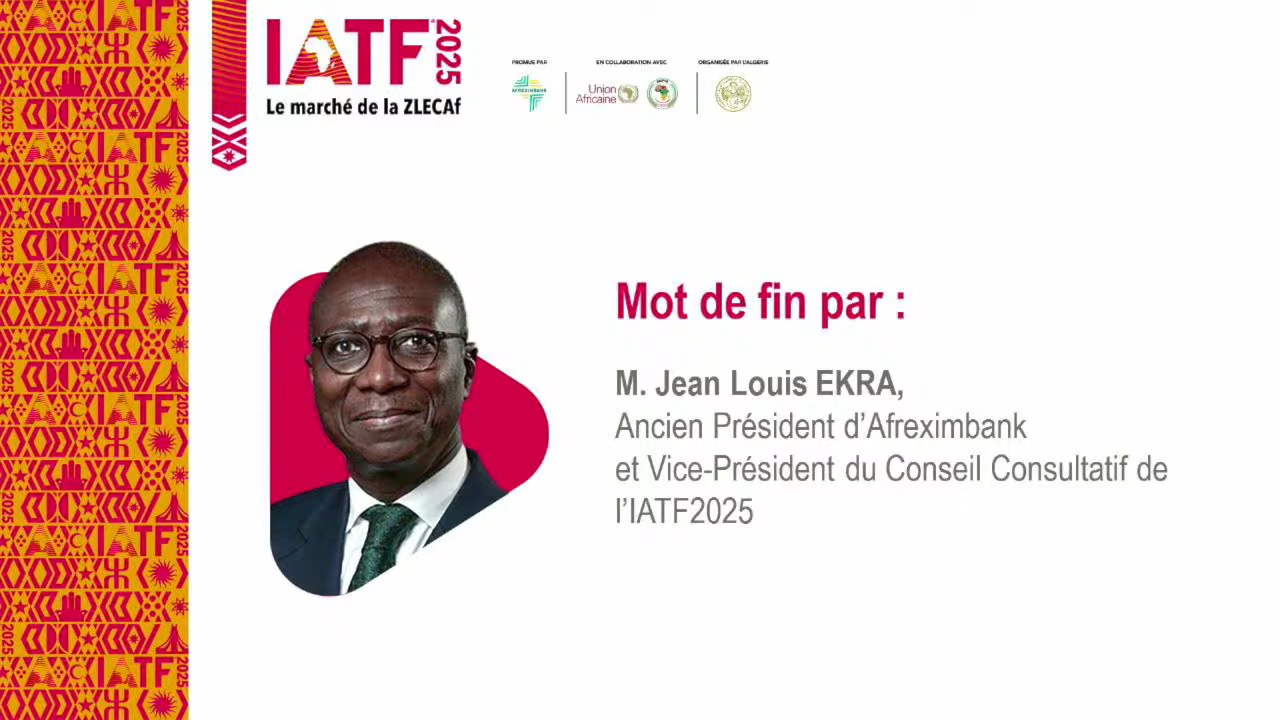 IATF 2025
Le marché de la ZLECAf
PROMUE PAR
AFREXIMBANK
EN COLLABORATION AVEC
Union
Africaine
ORGANISÉE PAR L'ALGERIE
Mot de fin par :
M. Jean Louis EKRA,
Ancien Président d’Afreximbank
et Vice-Président du Conseil Consultatif de
l’IATF2025